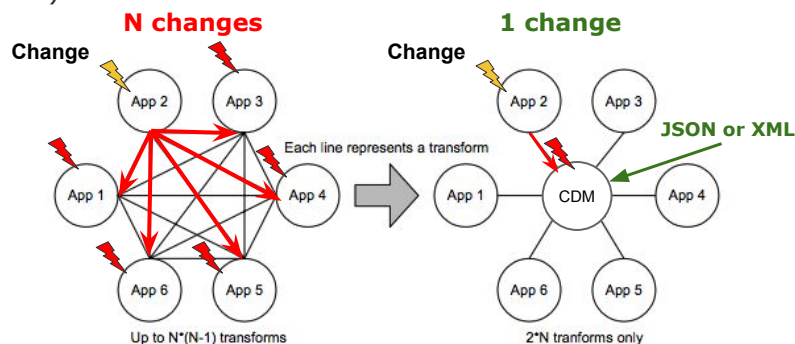 N changes
1 change
Change
Change
App 2
App 3
App 2
App 3
JSON or XML
Each line represents a transform
App 1
App 4
App 1
CDM
App 4
App 6
App 5
App 6
App 5
Up to N*(N-1) transforms
2*N tranforms only